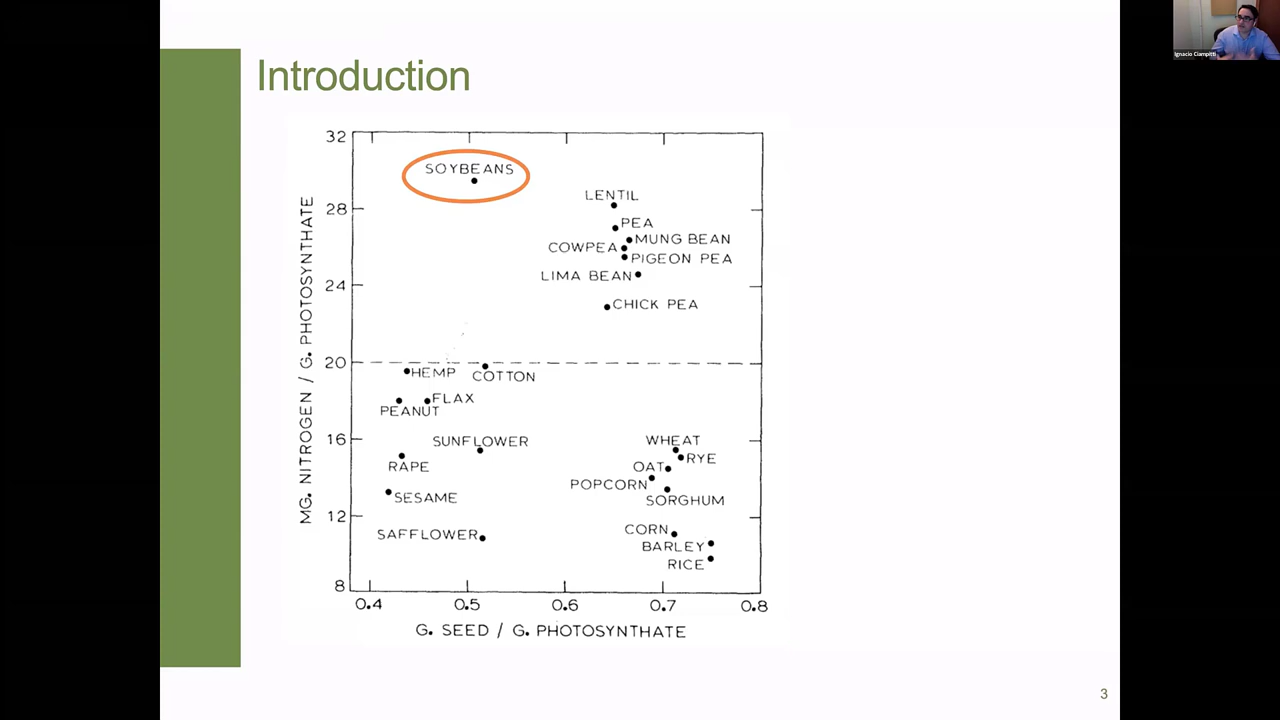 Ignacio Ciampitti
Introduction
32
SOYBEANS
28
LENTIL
PEA
MUNG BEAN
COWPEA
PIGEON PEA
LIMA BEAN
24
CHICK PEA
20
HEMP
COTTON
FLAX
PEANUT
16
SUNFLOWER
WHEAT
RYE
RAPE
OAT
POPCORN
SESAME
SORGHUM
12
SAFFLOWER
CORN
BARLEY
RICE
8
MG. NITROGEN / G. PHOTOSYNTHATE
0.4 0.5 0.6 0.7 0.8
G. SEED / G. PHOTOSYNTHATE
3